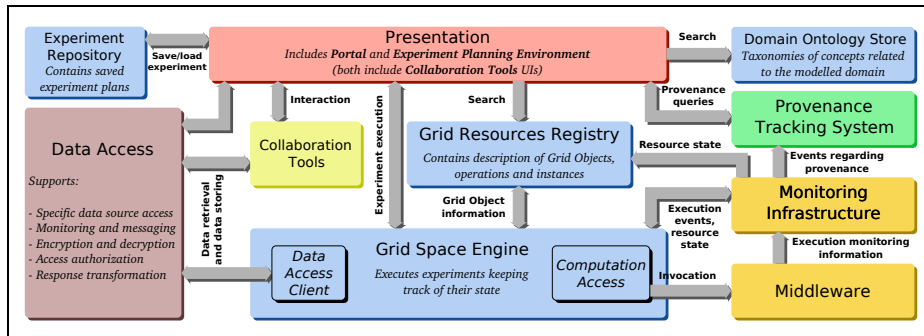 Experiment
Repository
Contains saved
experiment plans
Save/load
experiment
Presentation
Includes Portal and Experiment Planning Environment
(both include Collaboration Tools UIs)
Search
Domain Ontology Store
Taxonomies of concepts related
to the modelled domain
Interaction
Experiment execution
Search
Provenance
queries
Provenance
Tracking System
Data Access
Supports:
- Specific data source access
- Monitoring and messaging
- Encryption and decryption
- Access authorization
- Response transformation
Collaboration
Tools
Grid Resources Registry
Contains description of Grid Objects,
operations and instances
Resource state
Events regarding
provenance
Monitoring
Infrastructure
Data retrieval
and data storing
Grid Object
information
Execution
events,
resource
state
Execution monitoring
information
Grid Space Engine
Executes experiments keeping
track of their state
Data
Access
Client
Computation
Access
Invocation
Middleware